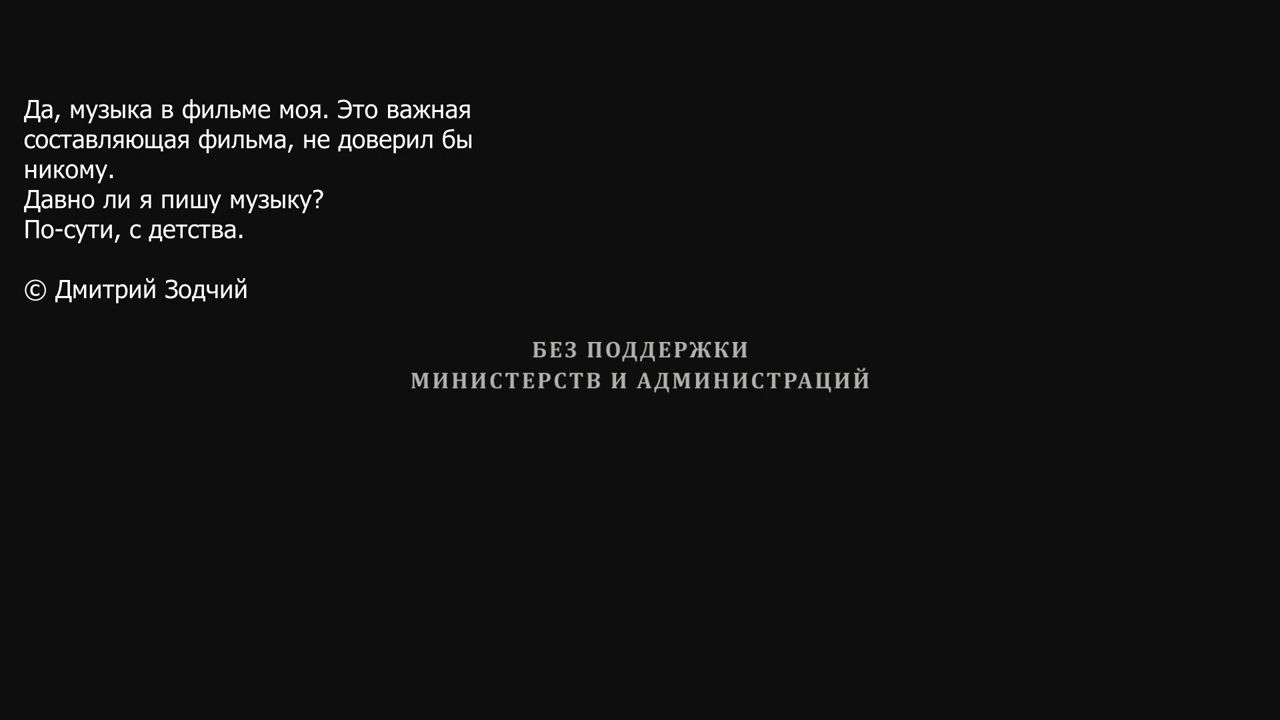 Да, музыка в фильме моя. Это важная
составляющая фильма, не доверил бы
никому.
Давно ли я пишу музыку?
По-сути, с детства.
© Дмитрий Зодчий
БЕЗ ПОДДЕРЖКИ
МИНИСТЕРСТВ И АДМИНИСТРАЦИЙ